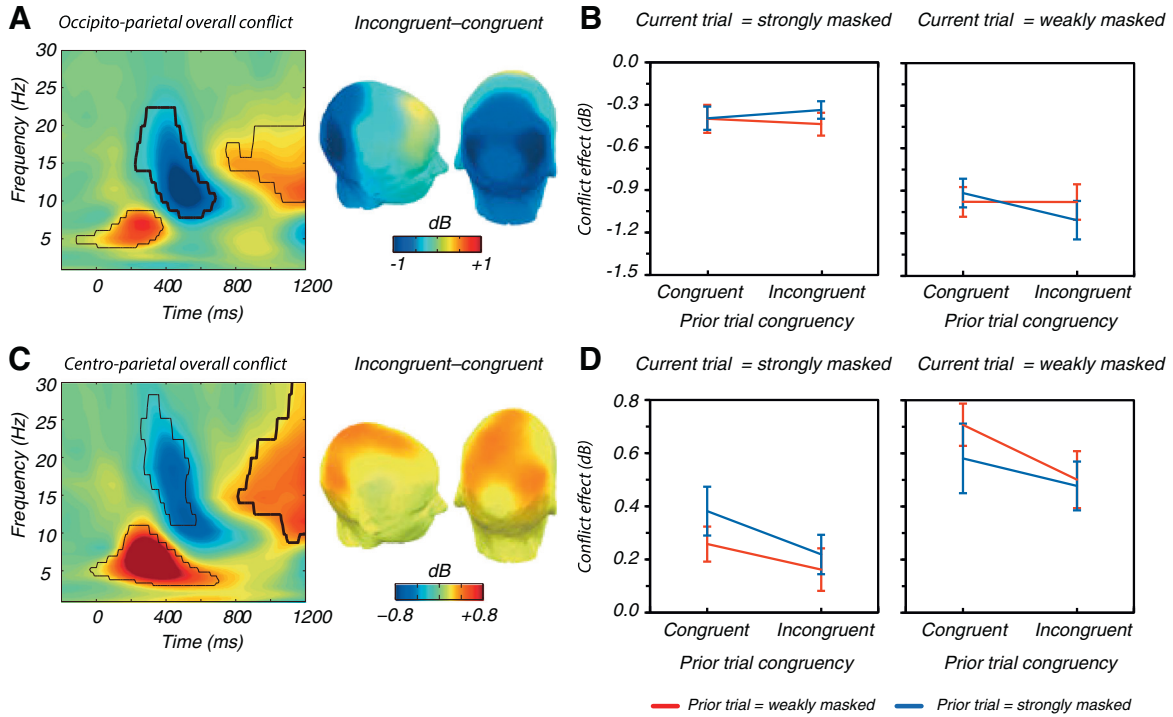 A
Occipito-parietal overall conflict
Incongruent–congruent
Frequency (Hz)
30
25
20
15
10
5
0
400
800
1200
Time (ms)
dB
-1
+1
B
Current trial = strongly masked
Current trial = weakly masked
Conflict effect (dB)
0.0
-0.3
-0.6
-0.9
-1.2
-1.5
Congruent
Incongruent
Prior trial congruency
Congruent
Incongruent
Prior trial congruency
C
Centro-parietal overall conflict
Incongruent–congruent
Frequency (Hz)
30
25
20
15
10
5
0
400
800
1200
Time (ms)
dB
−0.8
+0.8
D
Current trial = strongly masked
Current trial = weakly masked
Conflict effect (dB)
0.8
0.6
0.4
0.2
0.0
Congruent
Incongruent
Prior trial congruency
Congruent
Incongruent
Prior trial congruency
Prior trial = weakly masked
Prior trial = strongly masked